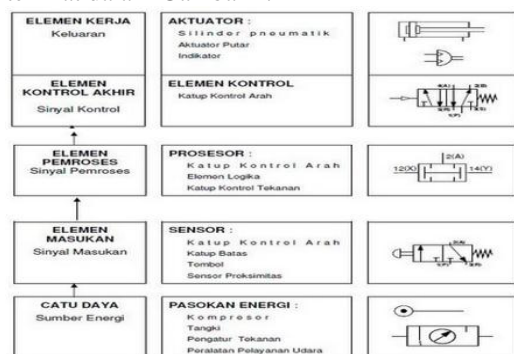 ELEMEN KERJA
Keluaran
AKTUATOR :
Silinder pneumatik
Aktuator Putar
Indikator
ELEMEN
KONTROL AKHIR
Sinyal Kontrol
ELEMEN KONTROL
Katup Kontrol Arah
ELEMEN
PEMROSES
Sinyal Pemroses
PROSESOR :
Katup Kontrol Arah
Elemen Logika
Katup Kontrol Tekanan
2(A)
12(X)
14(Y)
ELEMEN
MASUKAN
Sinyal Masukan
SENSOR :
Katup Kontrol Arah
Katup Batas
Tombol
Sensor Proksimitas
CATU DAYA
Sumber Energi
PASOKAN ENERGI :
Kompresor
Tangki
Pengatur Tekanan
Peralatan Pelayanan Udara